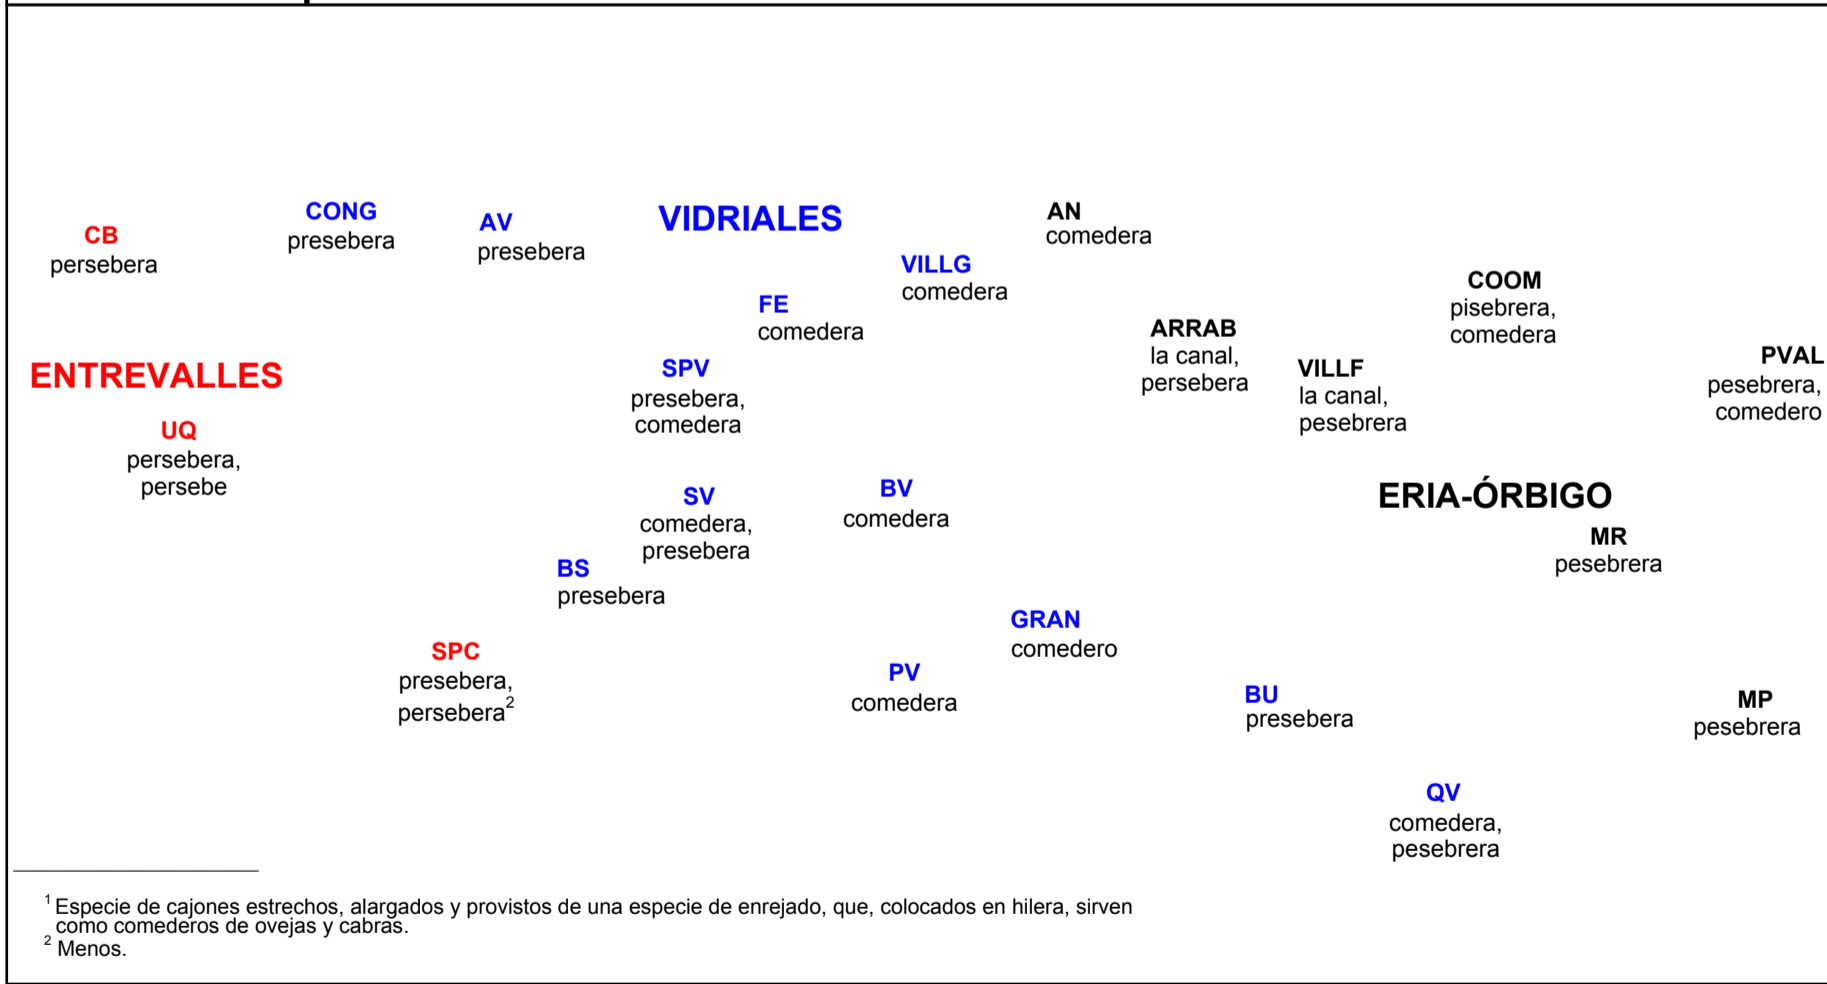 CONG
presebera
AV
presebera
VIDRIALES
AN
comedera
CB
persebera
VILLG
comedera
FE
comedera
COOM
pisebrera,
comedera
ARRAB
la canal,
persebera
VILLF
la canal,
pesebrera
PVAL
pesebrera,
comedero
ENTREVALLES
SPV
presebera,
comedera
UQ
persebera,
persebe
SV
comedera,
presebera
BV
comedera
ERIA-ÓRBIGO
MR
pesebrera
BS
presebera
GRAN
comedero
SPC
presebera,
persebera²
PV
comedera
BU
presebera
MP
pesebrera
QV
comedera,
pesebrera
¹ Especie de cajones estrechos, alargados y provistos de una especie de enrejado, que, colocados en hilera, sirven
como comederos de ovejas y cabras.
² Menos.